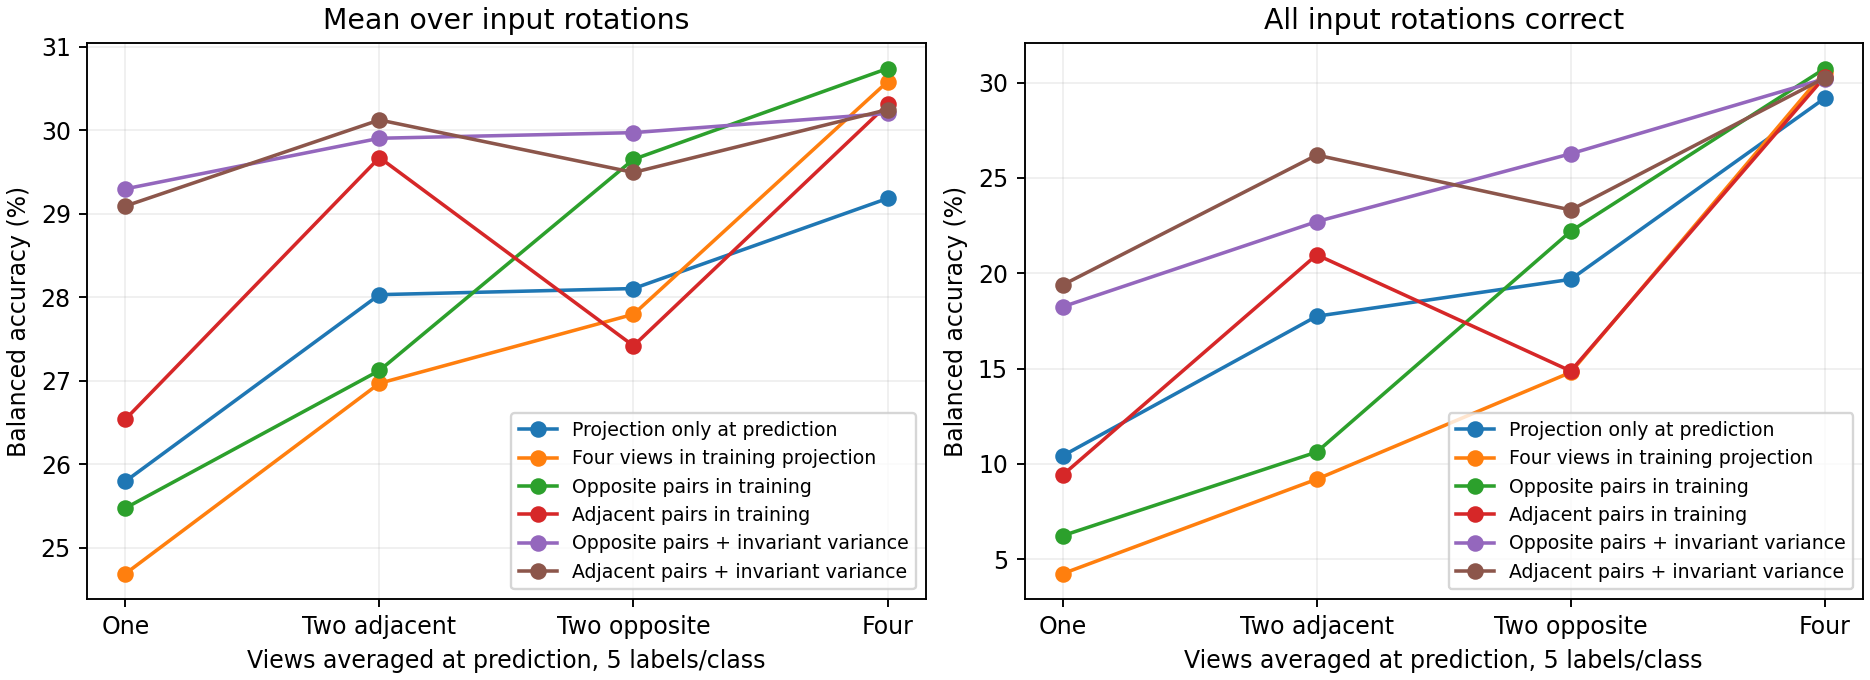 Mean over input rotations
Balanced accuracy (%)
31
30
29
28
27
26
25
Projection only at prediction
Four views in training projection
Opposite pairs in training
Adjacent pairs in training
Opposite pairs + invariant variance
Adjacent pairs + invariant variance
One
Two adjacent
Two opposite
Four
Views averaged at prediction, 5 labels/class
All input rotations correct
Balanced accuracy (%)
30
25
20
15
10
5
Projection only at prediction
Four views in training projection
Opposite pairs in training
Adjacent pairs in training
Opposite pairs + invariant variance
Adjacent pairs + invariant variance
One
Two adjacent
Two opposite
Four
Views averaged at prediction, 5 labels/class